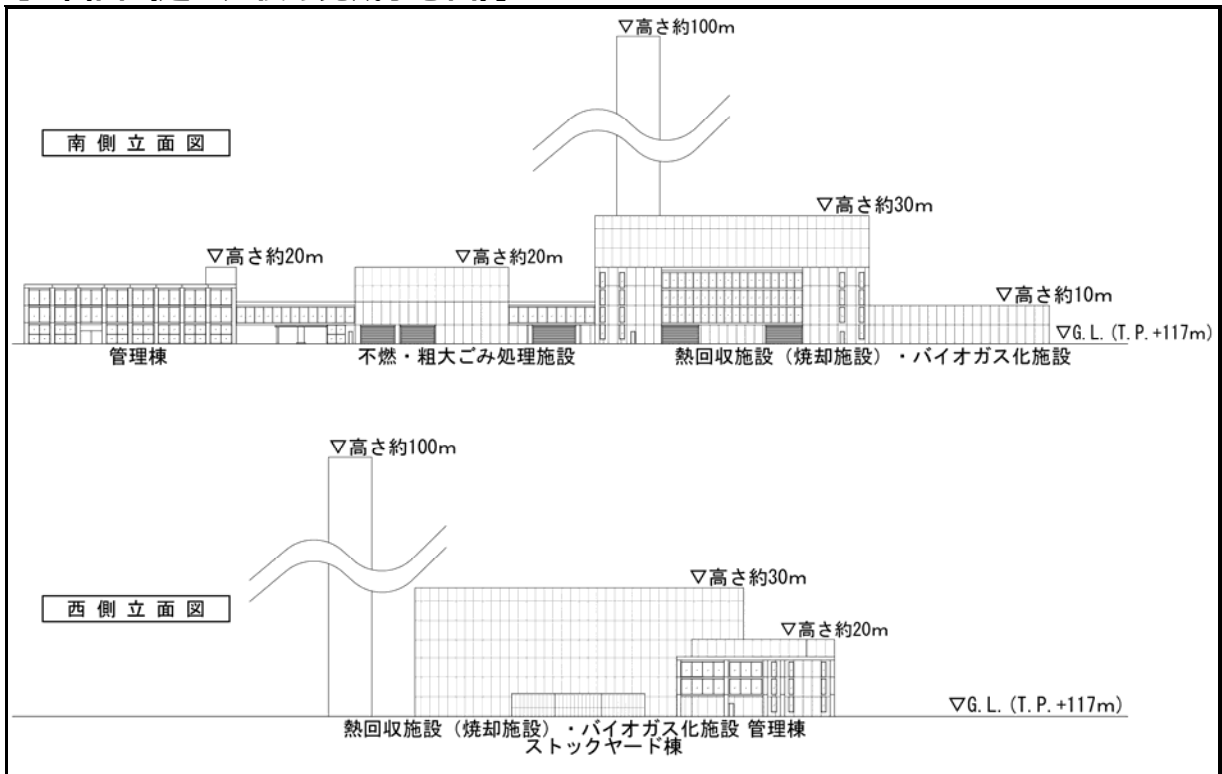 ▽高さ約100m
南側立面図
▽高さ約30m
▽高さ約20m
▽高さ約20m
▽高さ約10m
▽G.L.(T.P.+117m)
管理棟
不燃・粗大ごみ処理施設
熱回収施設（焼却施設）・バイオガス化施設
▽高さ約100m
▽高さ約30m
西側立面図
▽高さ約20m
▽G.L.(T.P.+117m)
熱回収施設（焼却施設）・バイオガス化施設 管理棟
ストックヤード棟